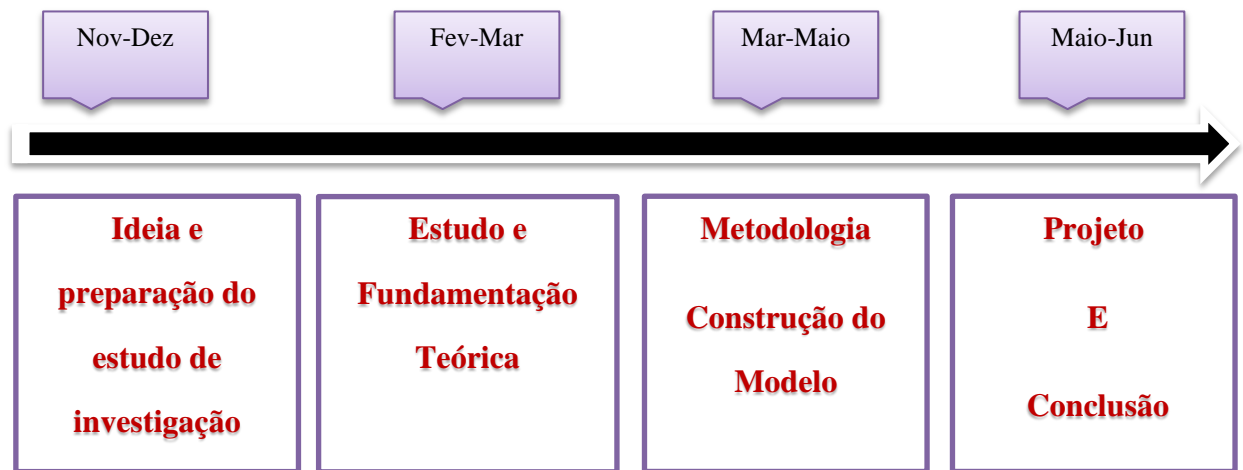 Nov-Dez
Fev-Mar
Mar-Maio
Maio-Jun
Ideia e
preparação do
estudo de
investigação
Estudo e
Fundamentação
Teórica
Metodologia
Construção do
Modelo
Projeto
E
Conclusão